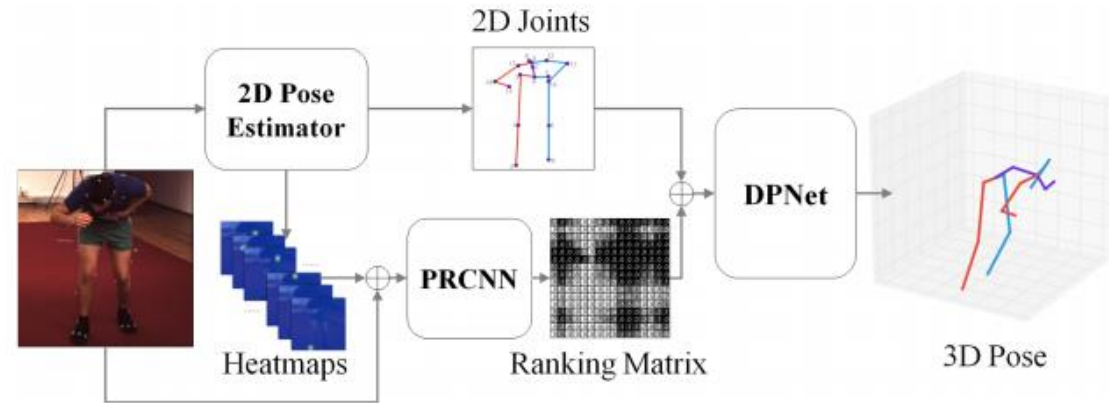 2D Joints
2D Pose
Estimator
DPNet
PRCNN
Heatmaps
Ranking Matrix
3D Pose